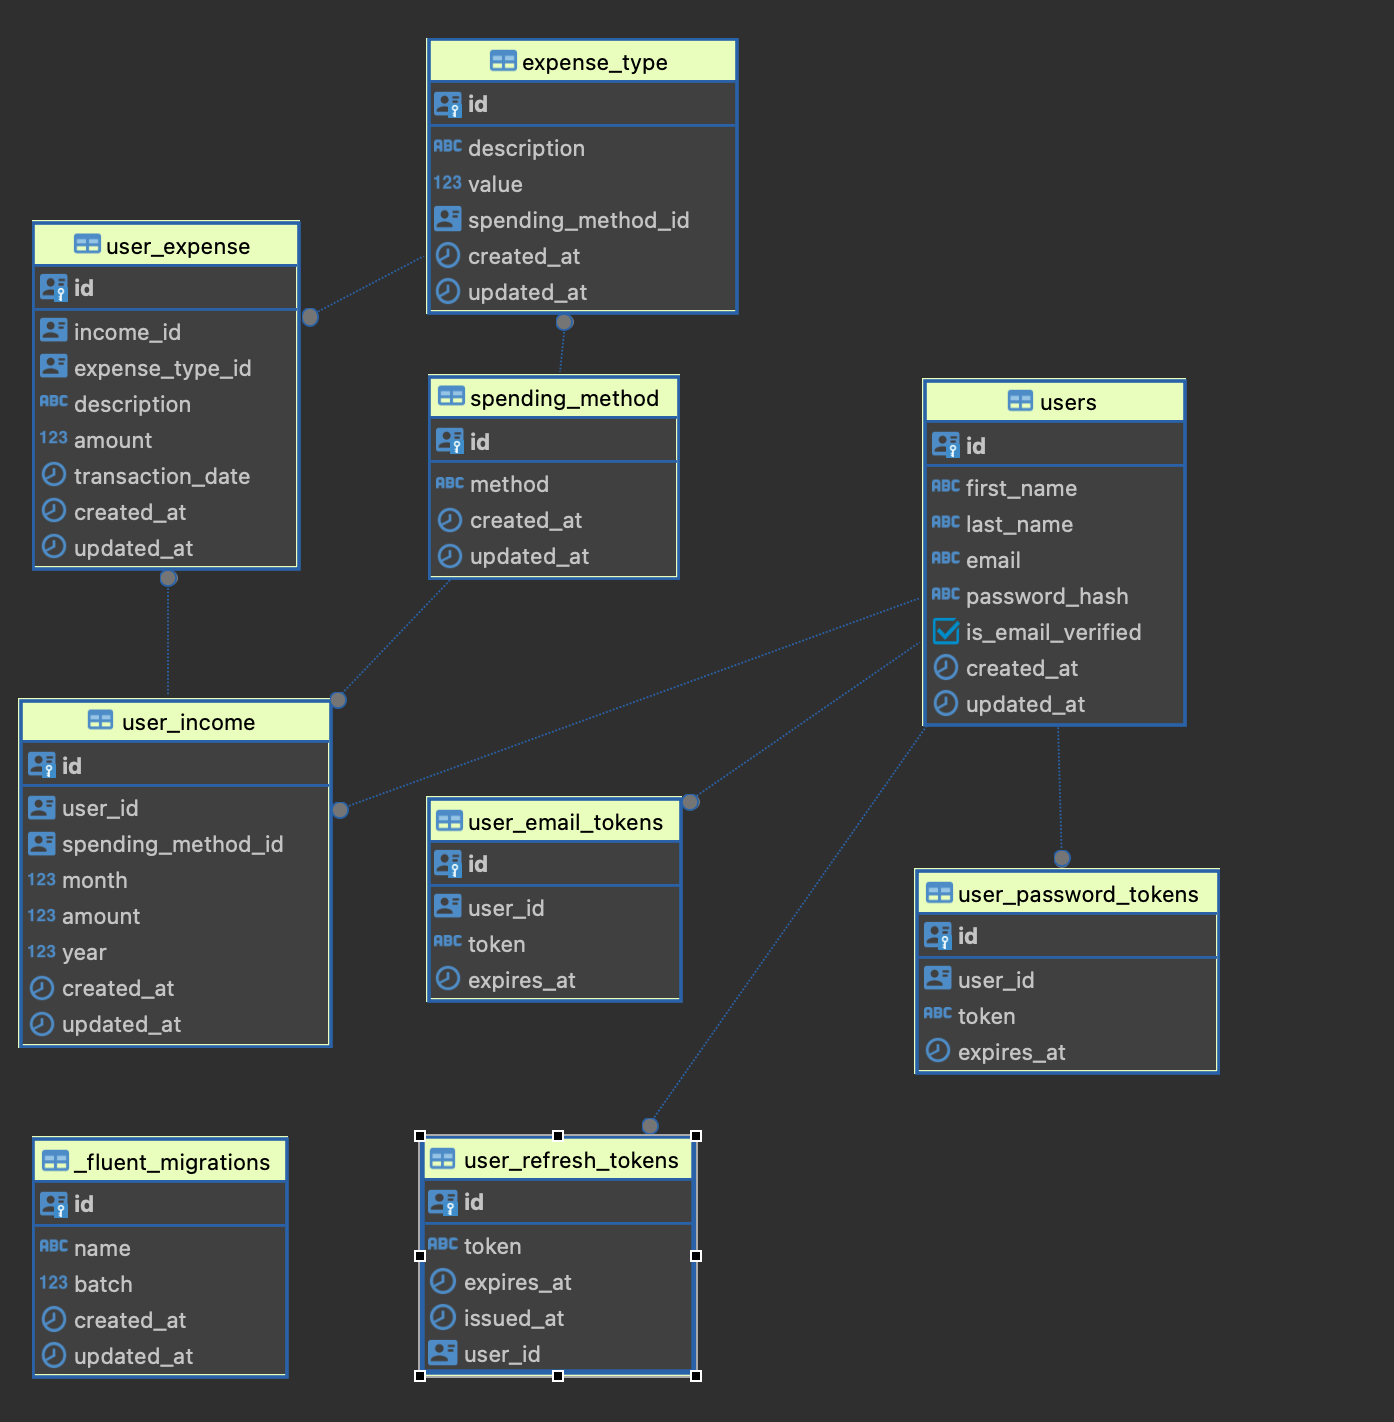 expense_type
id
ABC description
123 value
spending_method_id
created_at
updated_at
user_expense
id
income_id
expense_type_id
ABC description
123 amount
transaction_date
created_at
updated_at
spending_method
id
ABC method
created_at
updated_at
users
id
ABC first_name
ABC last_name
ABC email
ABC password_hash
is_email_verified
created_at
updated_at
user_income
id
user_id
spending_method_id
123 month
123 amount
123 year
created_at
updated_at
user_email_tokens
id
user_id
ABC token
expires_at
user_password_tokens
id
user_id
ABC token
expires_at
_fluent_migrations
id
ABC name
123 batch
created_at
updated_at
user_refresh_tokens
id
ABC token
expires_at
issued_at
user_id